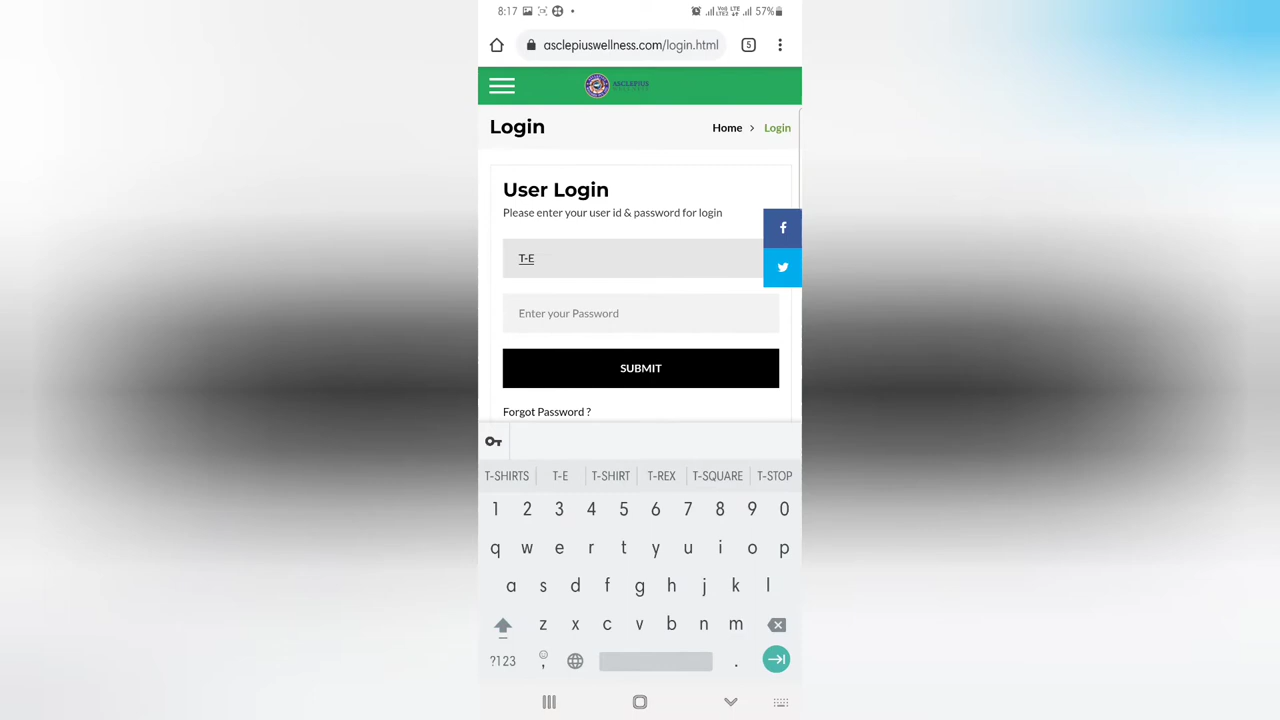 8:17 57%
asclepiuswellness.com/login.html 5
ASCLEPIUS
Login Home > Login
User Login
Please enter your user id & password for login
T-E
Enter your Password
SUBMIT
Forgot Password ?
T-SHIRTS T-E T-SHIRT T-REX T-SQUARE T-STOP
1 2 3 4 5 6 7 8 9 0
q w e r t y u i o p
a s d f g h j k l
z x c v b n m
?123 , .